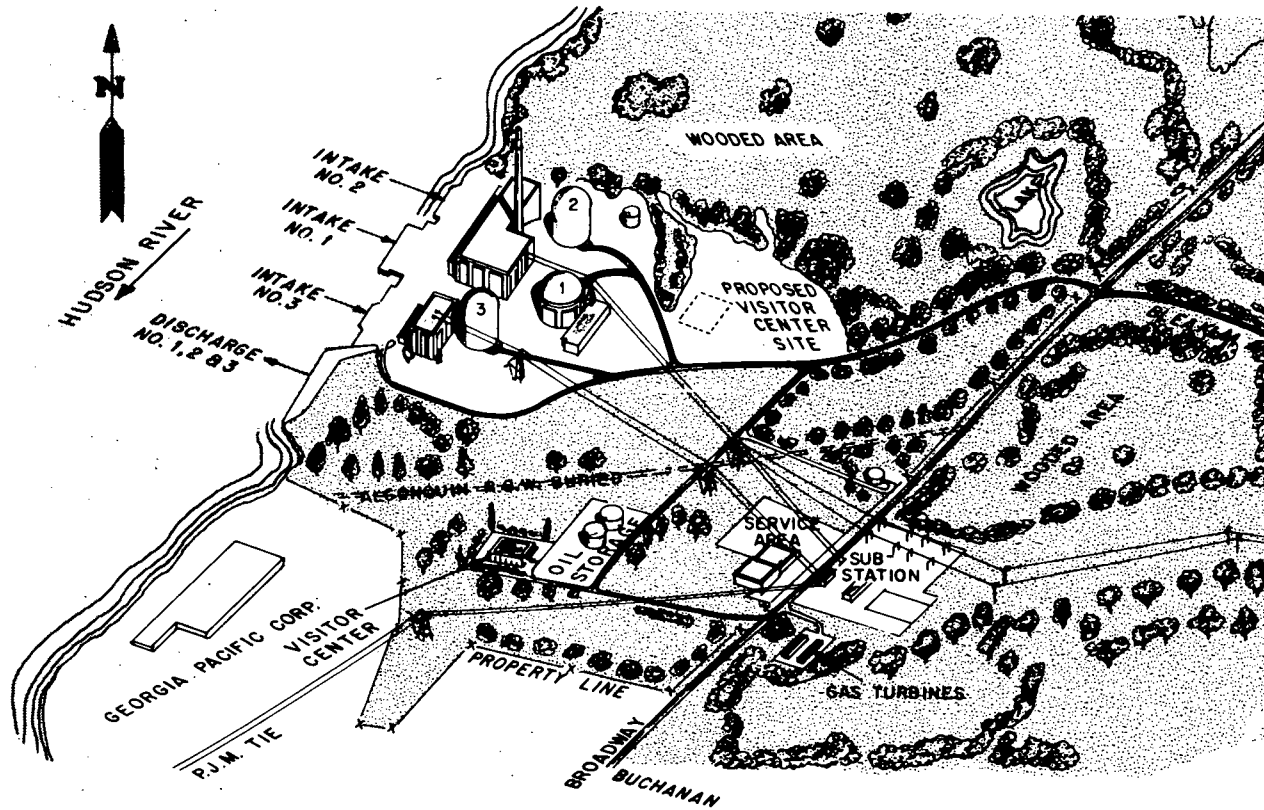 N
HUDSON RIVER
INTAKE
NO. 2
INTAKE
NO. 1
INTAKE
NO.3
DISCHARGE
NO. 1, 2 & 3
WOODED AREA
2
1
3
PROPOSED
VISITOR
CENTER
SITE
WOODED AREA
ALGONQUIN R.O.W. BURIED
OIL
STORAGE
SERVICE
AREA
SUB
STATION
GEORGIA PACIFIC CORP.
VISITOR
CENTER
PROPERTY LINE
GAS TURBINES
P.J.M. TIE
BROADWAY
BUCHANAN